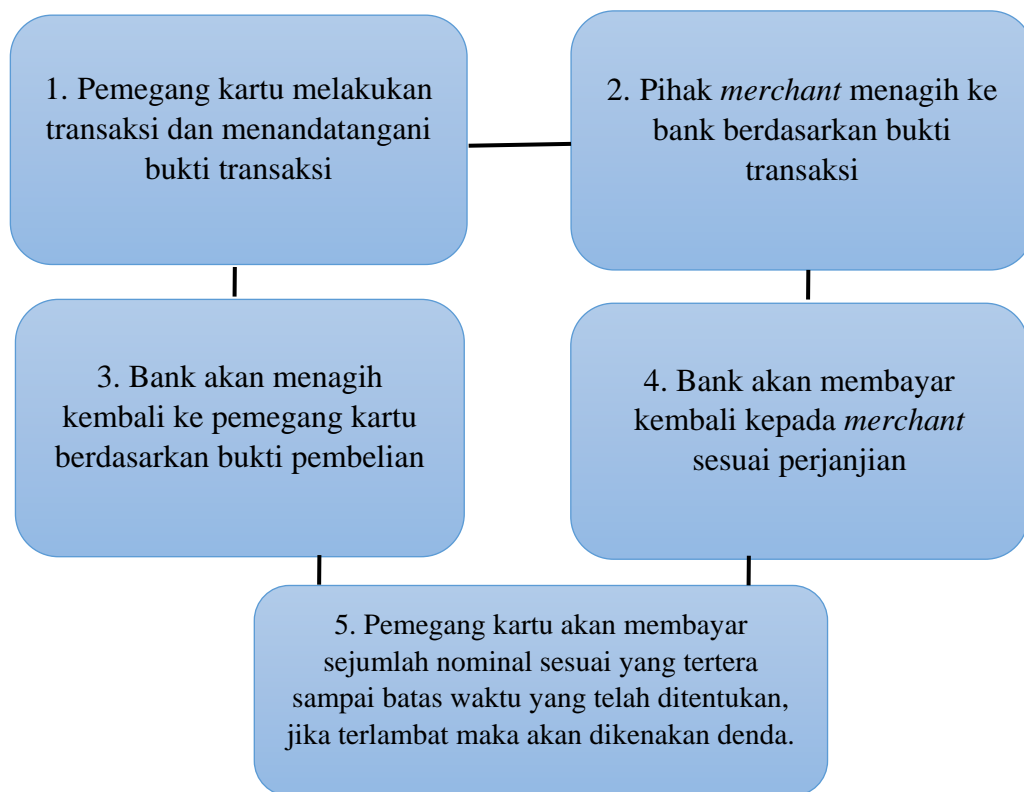 1. Pemegang kartu melakukan
transaksi dan menandatangani
bukti transaksi
2. Pihak merchant menagih ke
bank berdasarkan bukti
transaksi
3. Bank akan menagih
kembali ke pemegang kartu
berdasarkan bukti pembelian
4. Bank akan membayar
kembali kepada merchant
sesuai perjanjian
5. Pemegang kartu akan membayar
sejumlah nominal sesuai yang tertera
sampai batas waktu yang telah ditentukan,
jika terlambat maka akan dikenakan denda.